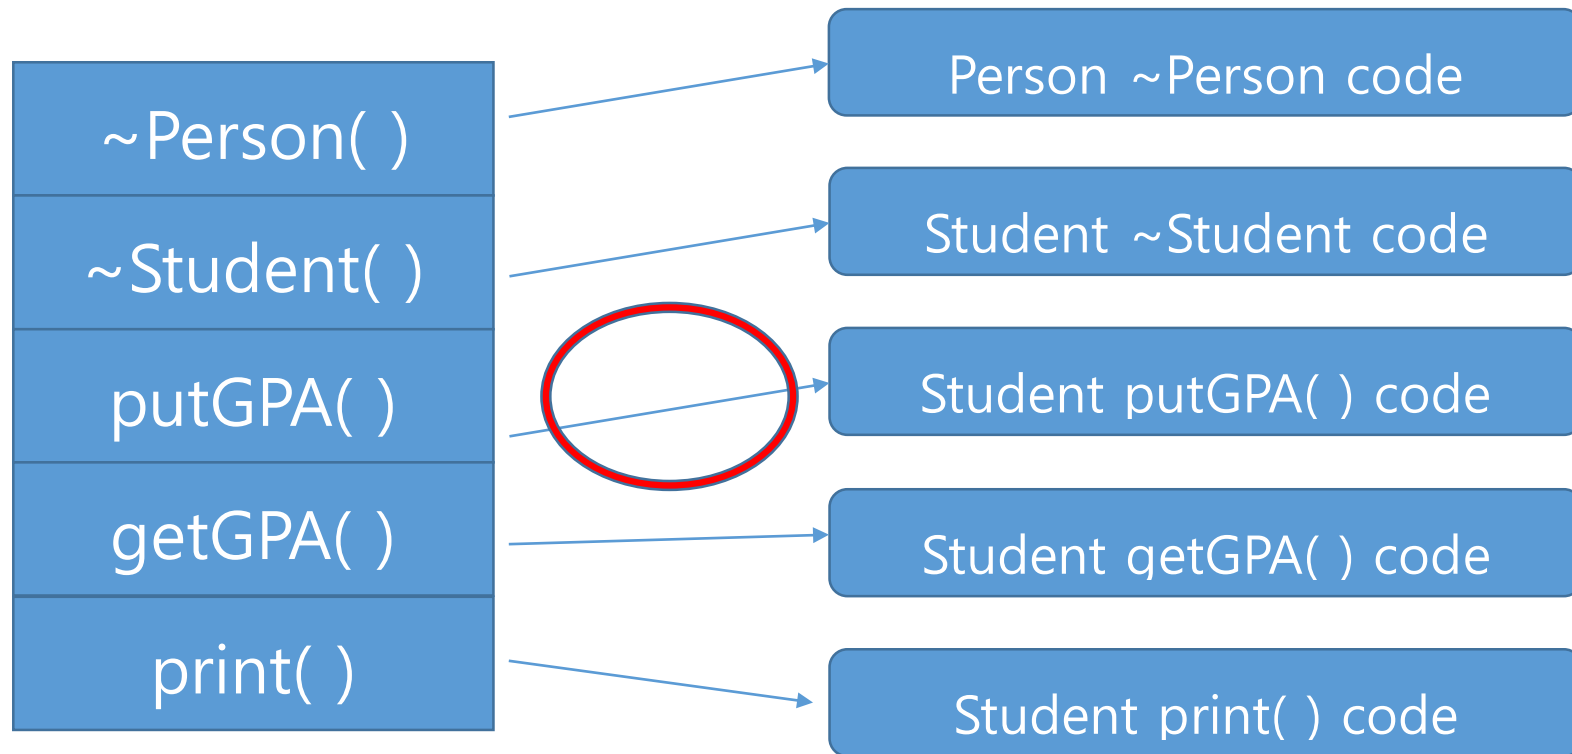 ~Person( )
~Student( )
putGPA( )
getGPA( )
print( )
Person ~Person code
Student ~Student code
Student putGPA( ) code
Student getGPA( ) code
Student print( ) code